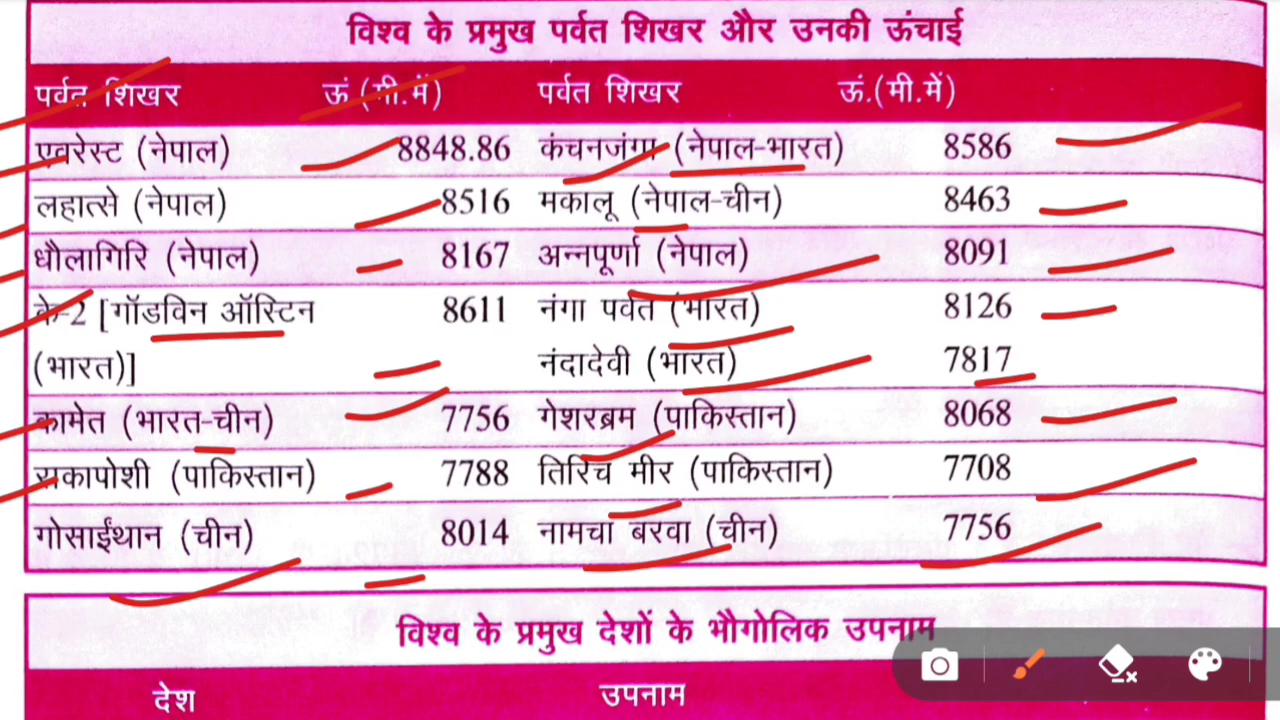 विश्व के प्रमुख पर्वत शिखर और उनकी ऊंचाई
पर्वत शिखर ऊं (मी.में) पर्वत शिखर ऊं.(मी.में)
एवरेस्ट (नेपाल) 8848.86 कंचनजंगा (नेपाल-भारत) 8586
लहात्से (नेपाल) 8516 मकालू (नेपाल-चीन) 8463
धौलागिरि (नेपाल) 8167 अन्नपूर्णा (नेपाल) 8091
के-2 [गॉडविन ऑस्टिन 8611 नंगा पर्वत (भारत) 8126
(भारत)] नंदादेवी (भारत) 7817
कामेत (भारत-चीन) 7756 गेशरब्रम (पाकिस्तान) 8068
सकापोशी (पाकिस्तान) 7788 तिरिच मीर (पाकिस्तान) 7708
गोसाईंथान (चीन) 8014 नामचा बरवा (चीन) 7756
विश्व के प्रमुख देशों के भौगोलिक उपनाम
देश उपनाम